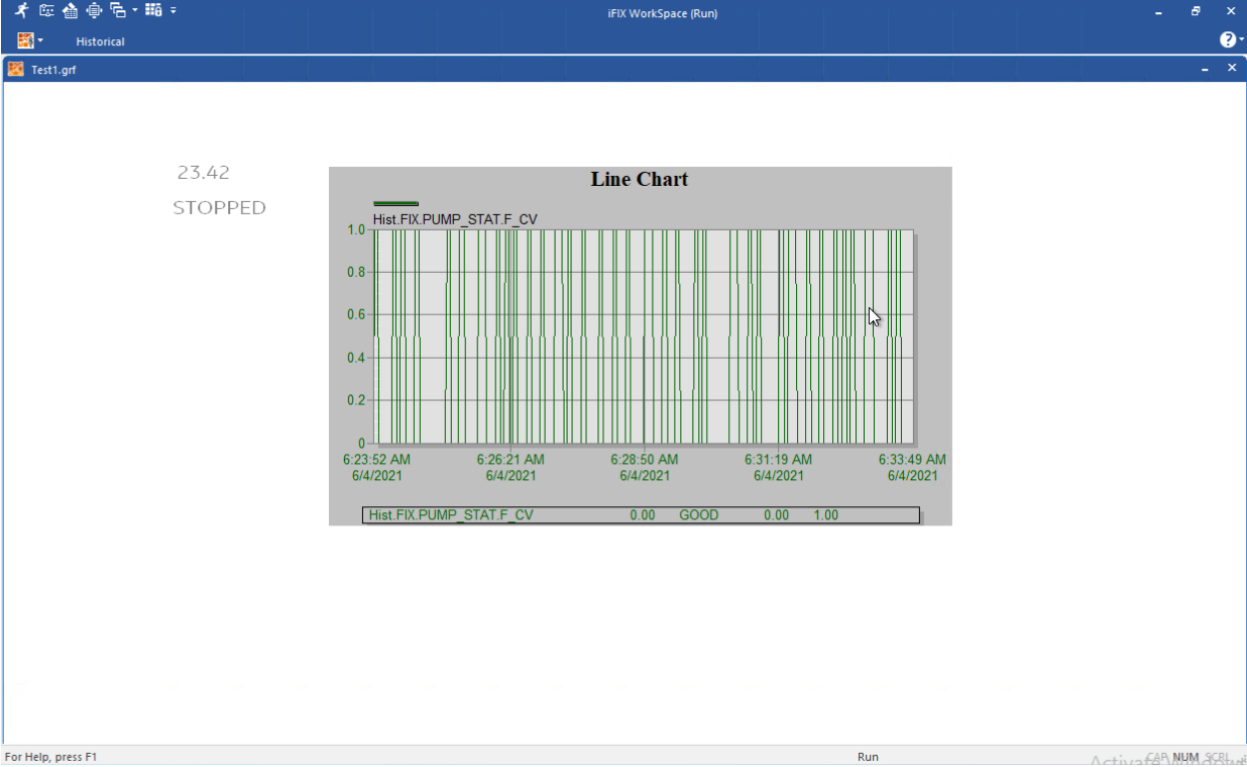 iFIX WorkSpace (Run)
Historical
Test1.grf
23.42
STOPPED
Line Chart
Hist.FIX.PUMP_STAT.F_CV
1.0
0.8
0.6
0.4
0.2
0
6:23:52 AM 6:26:21 AM 6:28:50 AM 6:31:19 AM 6:33:49 AM
6/4/2021 6/4/2021 6/4/2021 6/4/2021 6/4/2021
Hist.FIX.PUMP_STAT.F_CV 0.00 GOOD 0.00 1.00
For Help, press F1 Run CAP NUM SCRL